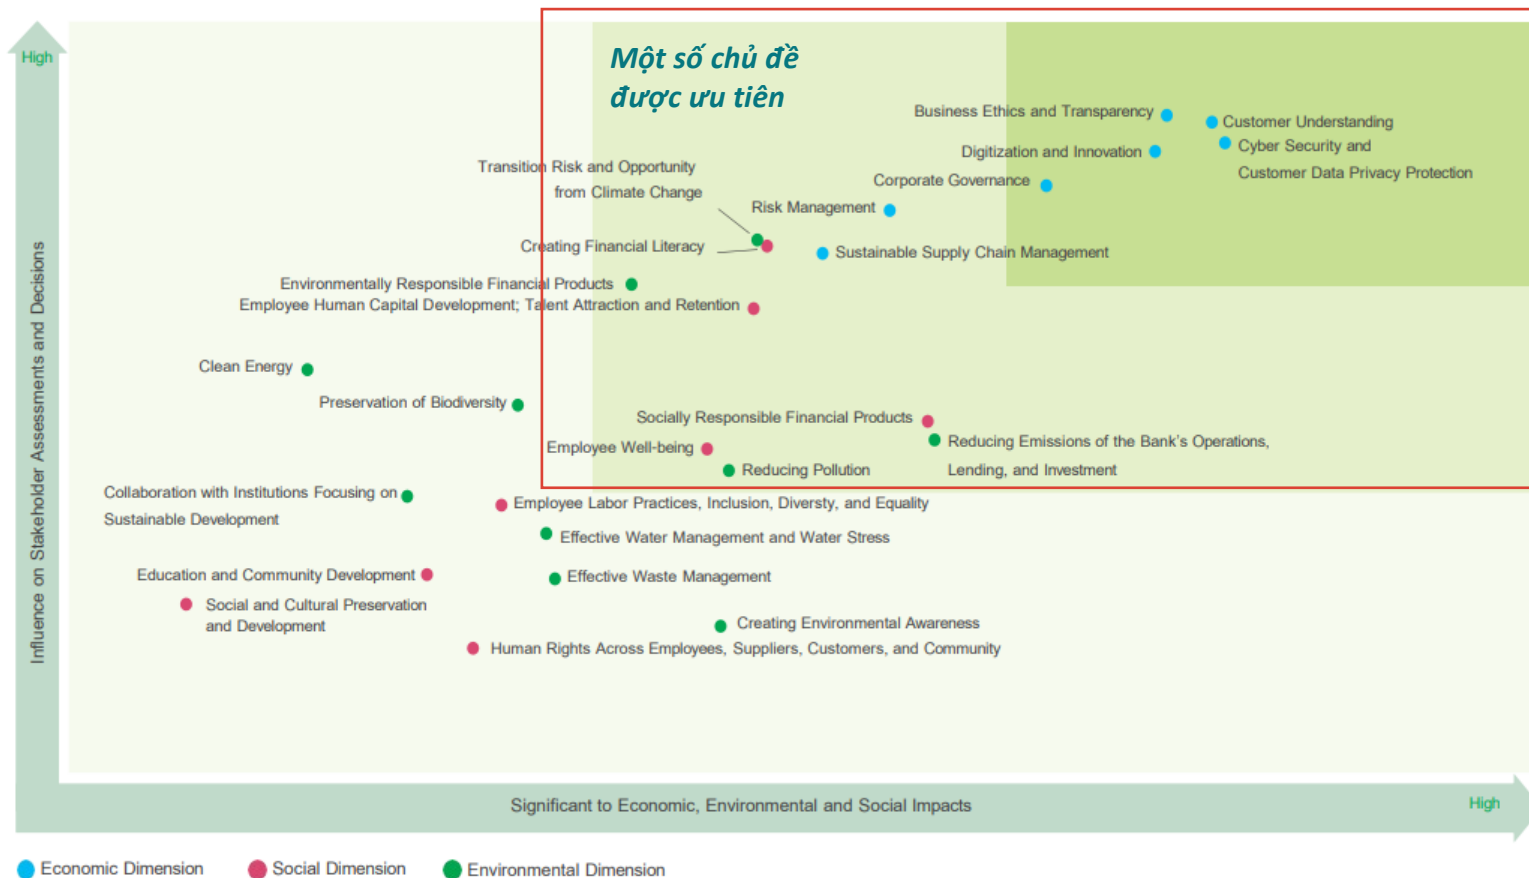 High
Một số chủ đề
được ưu tiên
Business Ethics and Transparency
Customer Understanding
Digitization and Innovation
Cyber Security and
Customer Data Privacy Protection
Transition Risk and Opportunity
from Climate Change
Corporate Governance
Risk Management
Creating Financial Literacy
Sustainable Supply Chain Management
Environmentally Responsible Financial Products
Employee Human Capital Development; Talent Attraction and Retention
Clean Energy
Preservation of Biodiversity
Socially Responsible Financial Products
Employee Well-being
Reducing Emissions of the Bank's Operations,
Lending, and Investment
Reducing Pollution
Collaboration with Institutions Focusing on
Sustainable Development
Employee Labor Practices, Inclusion, Diversty, and Equality
Effective Water Management and Water Stress
Education and Community Development
Effective Waste Management
Social and Cultural Preservation
and Development
Creating Environmental Awareness
Human Rights Across Employees, Suppliers, Customers, and Community
Influence on Stakeholder Assessments and Decisions
Significant to Economic, Environmental and Social Impacts
High
Economic Dimension
Social Dimension
Environmental Dimension